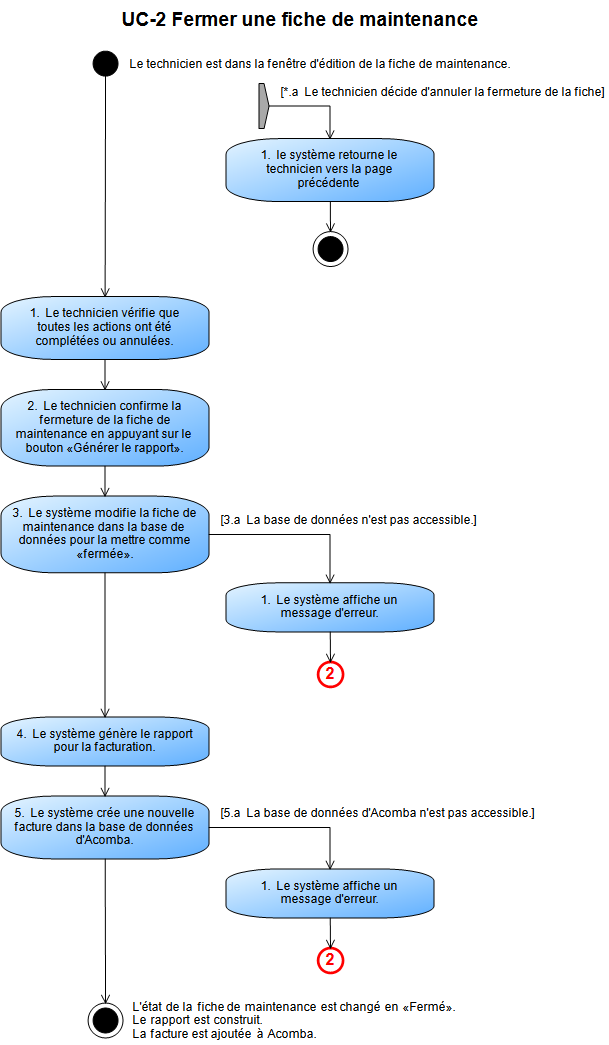 UC-2 Fermer une fiche de maintenance
Le technicien est dans la fenêtre d'édition de la fiche de maintenance.
[*.a Le technicien décide d'annuler la fermeture de la fiche]
1. le système retourne le
technicien vers la page
précédente
1. Le technicien vérifie que
toutes les actions ont été
complétées ou annulées.
2. Le technicien confirme la
fermeture de la fiche de
maintenance en appuyant sur le
bouton «Générer le rapport».
3. Le système modifie la fiche de
maintenance dans la base de
données pour la mettre comme
«fermée».
[3.a La base de données n'est pas accessible.]
1. Le système affiche un
message d'erreur.
2
4. Le système génère le rapport
pour la facturation.
5. Le système crée une nouvelle
facture dans la base de données
d'Acomba.
[5.a La base de données d'Acomba n'est pas accessible.]
1. Le système affiche un
message d'erreur.
2
L'état de la fiche de maintenance est changé en «Fermé».
Le rapport est construit.
La facture est ajoutée à Acomba.